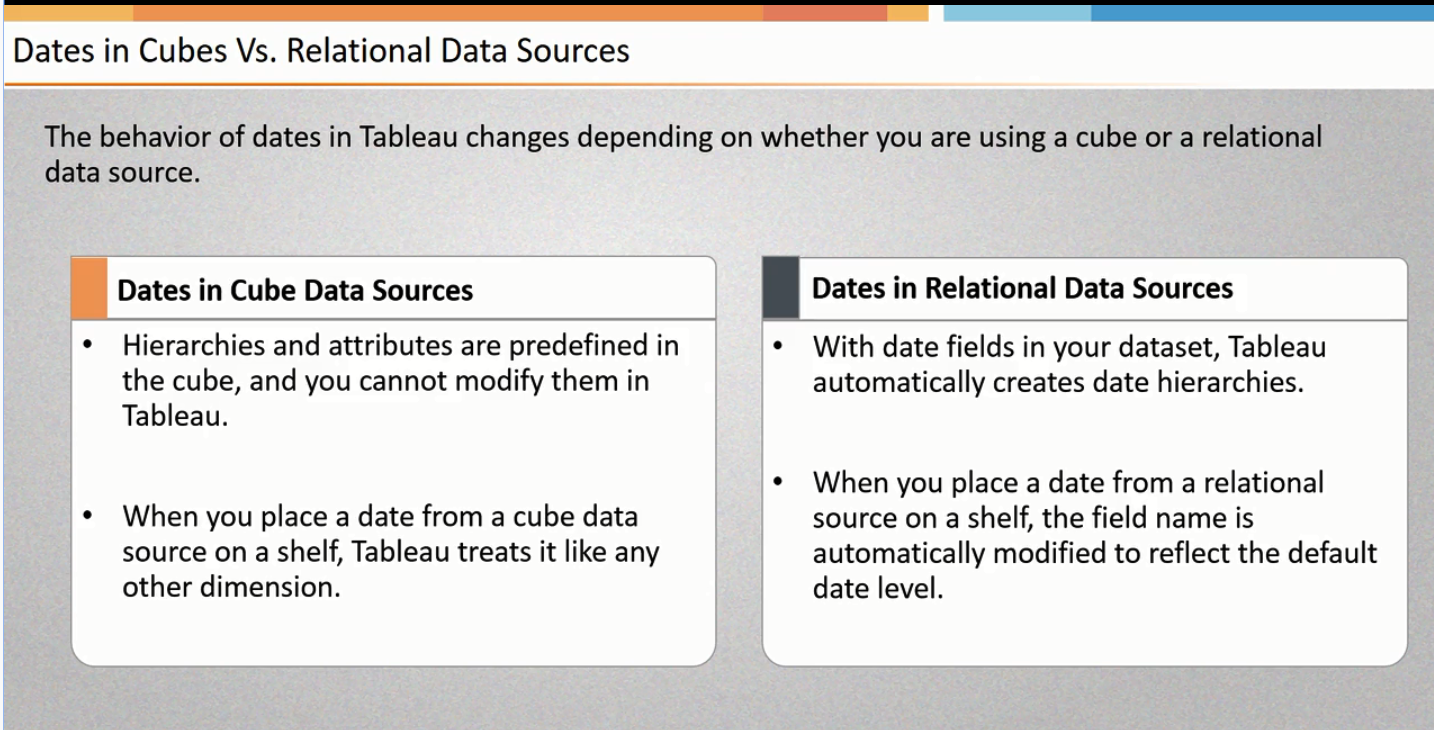 Dates in Cubes Vs. Relational Data Sources
The behavior of dates in Tableau changes depending on whether you are using a cube or a relational
data source.
Dates in Cube Data Sources
• Hierarchies and attributes are predefined in
the cube, and you cannot modify them in
Tableau.
• When you place a date from a cube data
source on a shelf, Tableau treats it like any
other dimension.
Dates in Relational Data Sources
• With date fields in your dataset, Tableau
automatically creates date hierarchies.
• When you place a date from a relational
source on a shelf, the field name is
automatically modified to reflect the default
date level.